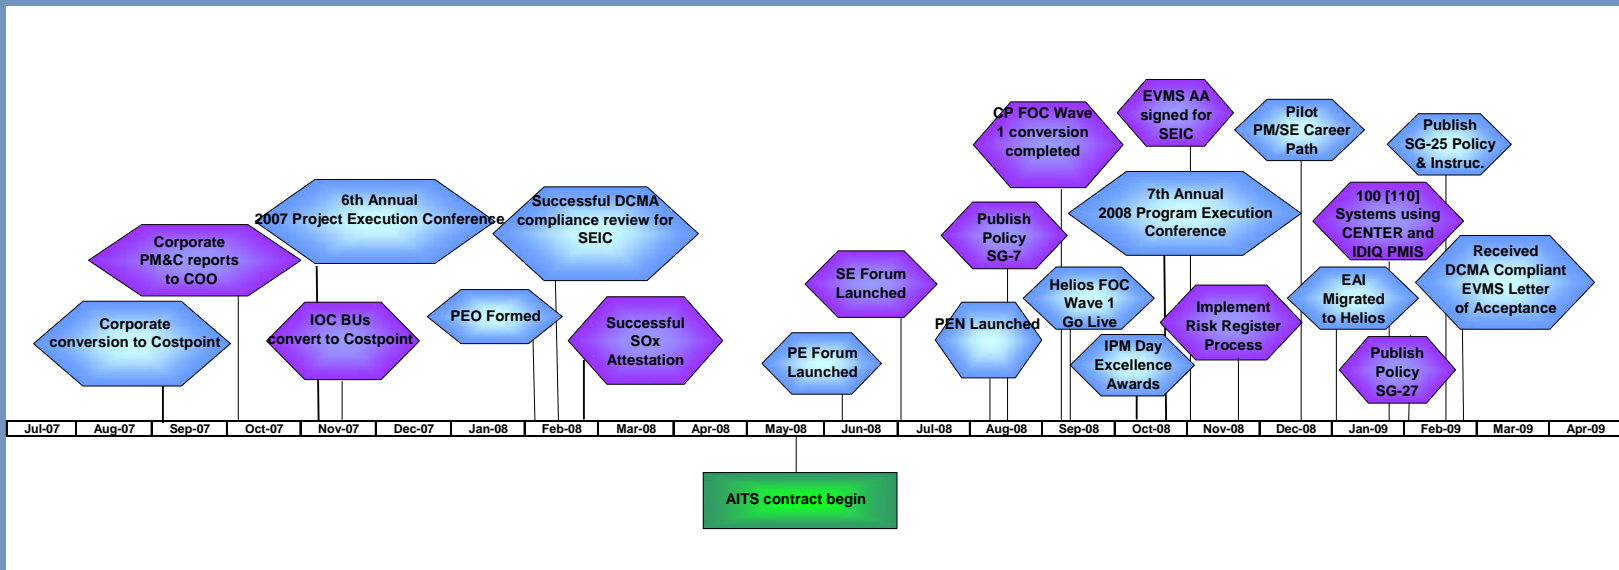 Corporate
conversion to Costpoint
Corporate
PM&C reports
to COO
6th Annual
2007 Project Execution Conference
IOC BUs
convert to Costpoint
PEO Formed
Successful DCMA
compliance review for
SEIC
Successful
SOx
Attestation
PE Forum
Launched
SE Forum
Launched
PEN Launched
Publish
Policy
SG-7
CP FOC Wave
1 conversion
completed
Helios FOC
Wave 1
Go Live
EVMS AA
signed for
SEIC
7th Annual
2008 Program Execution
Conference
IPM Day
Excellence
Awards
Implement
Risk Register
Process
Pilot
PM/SE Career
Path
EAI
Migrated
to Helios
100 [110]
Systems using
CENTER and
IDIQ PMIS
Publish
Policy
SG-27
Publish
SG-25 Policy
& Instruc.
Received
DCMA Compliant
EVMS Letter
of Acceptance
Jul-07 Aug-07 Sep-07 Oct-07 Nov-07 Dec-07 Jan-08 Feb-08 Mar-08 Apr-08 May-08 Jun-08 Jul-08 Aug-08 Sep-08 Oct-08 Nov-08 Dec-08 Jan-09 Feb-09 Mar-09 Apr-09
AITS contract begin